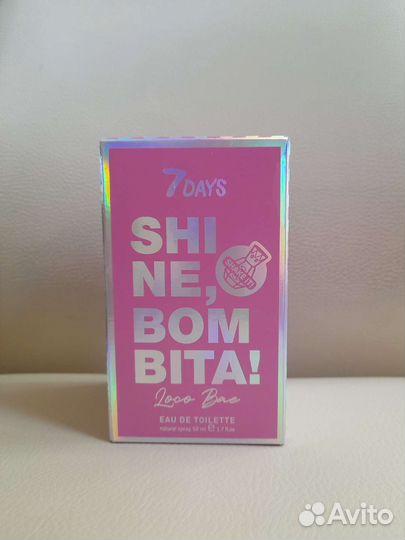 7DAYS
SHI
NE,
BOM
BITA!
Loco Bae
EAU DE TOILETTE
natural spray 50 ml ℮ 1.7 fl.oz
Avito